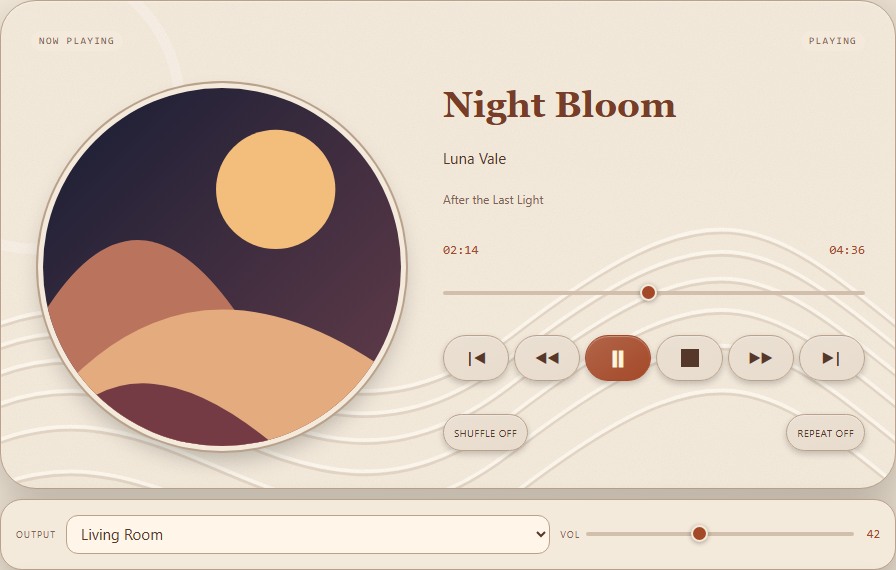 NOW PLAYING
PLAYING
Night Bloom
Luna Vale
After the Last Light
02:14
04:36
SHUFFLE OFF
REPEAT OFF
OUTPUT
Living Room
VOL
42